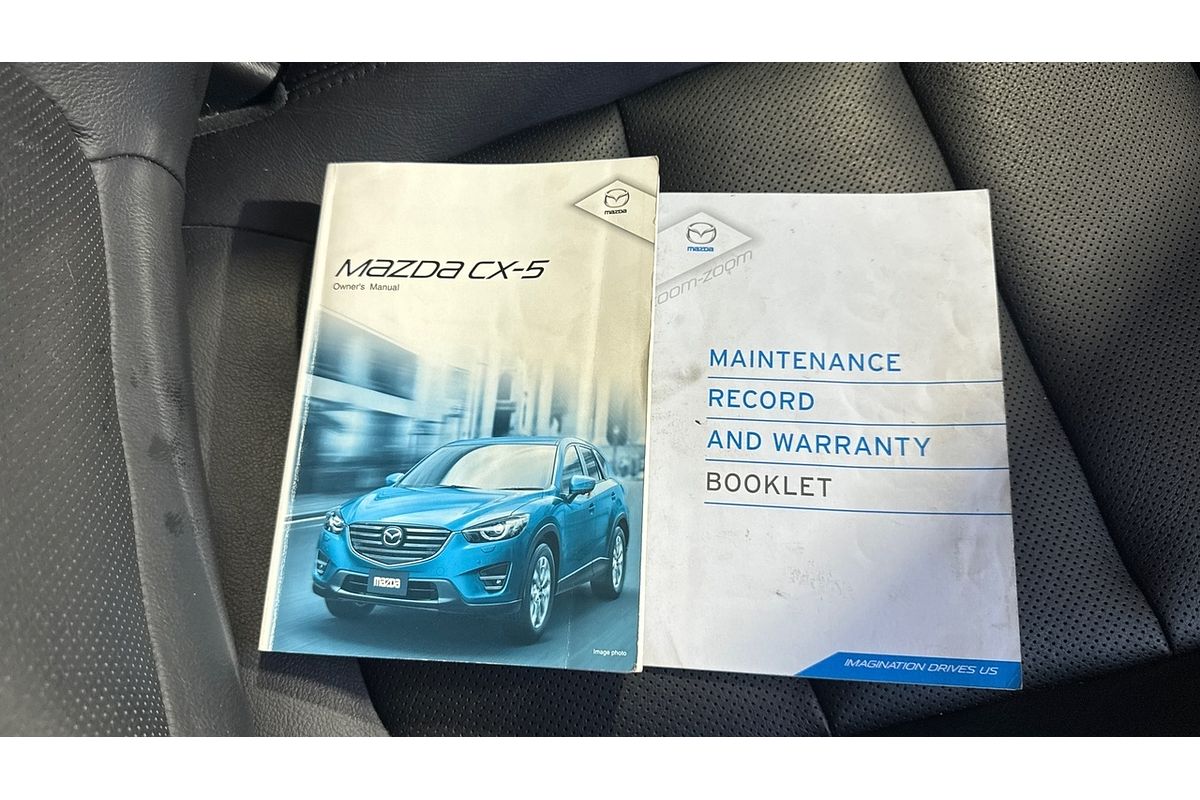 mazda
MAZDA CX-5
Owner's Manual
mazda
Image photo
mazda
zoom-zoom
MAINTENANCE
RECORD
AND WARRANTY
BOOKLET
IMAGINATION DRIVES US